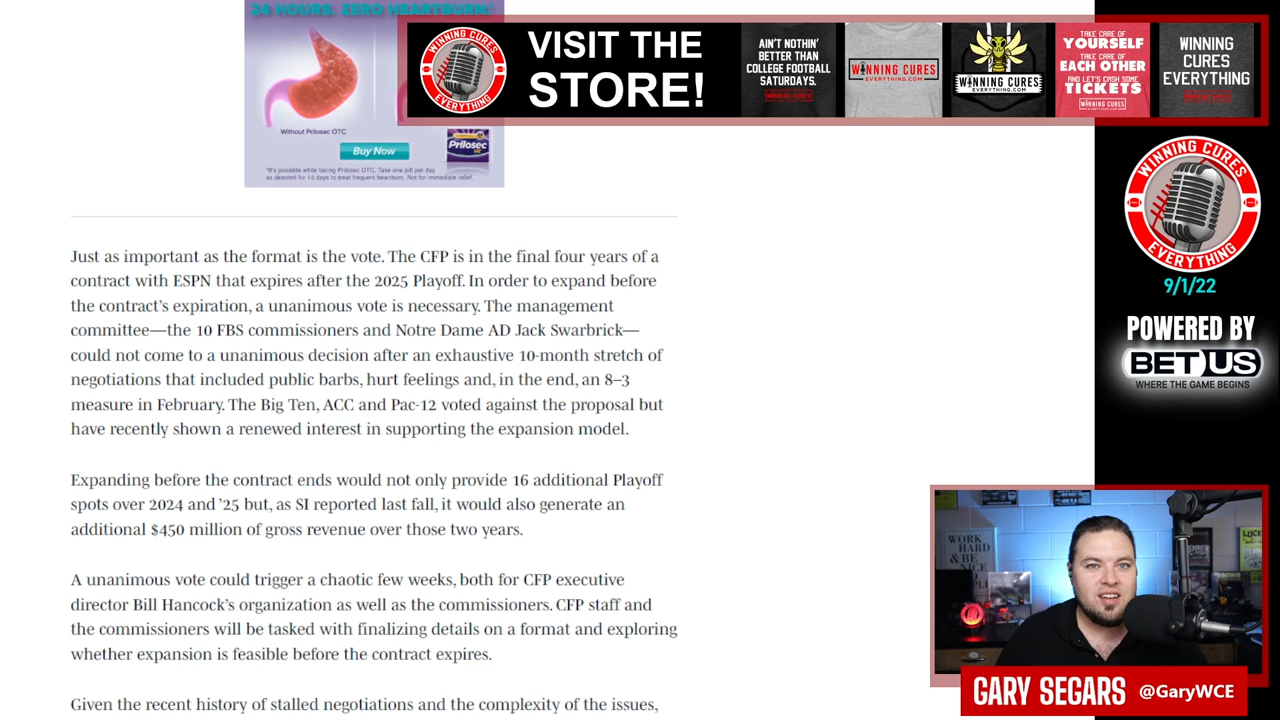 24 HOURS. ZERO HEARTBURN!
Without Prilosec OTC
Buy Now
Prilosec
OTC
*It's possible while taking Prilosec OTC. Take one pill per day
as directed for 14 days to treat frequent heartburn. Not for immediate relief.
WINNING CURES
EVERYTHING
VISIT THE
STORE!
AIN'T NOTHIN'
BETTER THAN
COLLEGE FOOTBALL
SATURDAYS.
WINNING CURES
WINNING CURES
EVERYTHING.COM
WINNING CURES
EVERYTHING.COM
TAKE CARE OF
YOURSELF
TAKE CARE OF
EACH OTHER
AND LET'S CASH SOME
TICKETS
WINNING CURES
WINNING
CURES
EVERYTHING
WINNING CURES
EVERYTHING
9/1/22
POWERED BY
BETUS
WHERE THE GAME BEGINS
Just as important as the format is the vote. The CFP is in the final four years of a
contract with ESPN that expires after the 2025 Playoff. In order to expand before
the contract's expiration, a unanimous vote is necessary. The management
committee—the 10 FBS commissioners and Notre Dame AD Jack Swarbrick—
could not come to a unanimous decision after an exhaustive 10-month stretch of
negotiations that included public barbs, hurt feelings and, in the end, an 8–3
measure in February. The Big Ten, ACC and Pac-12 voted against the proposal but
have recently shown a renewed interest in supporting the expansion model.
Expanding before the contract ends would not only provide 16 additional Playoff
spots over 2024 and '25 but, as SI reported last fall, it would also generate an
additional $450 million of gross revenue over those two years.
A unanimous vote could trigger a chaotic few weeks, both for CFP executive
director Bill Hancock's organization as well as the commissioners. CFP staff and
the commissioners will be tasked with finalizing details on a format and exploring
whether expansion is feasible before the contract expires.
Given the recent history of stalled negotiations and the complexity of the issues,
WORK
HARD
& BE
NICE
GARY SEGARS @GaryWCE